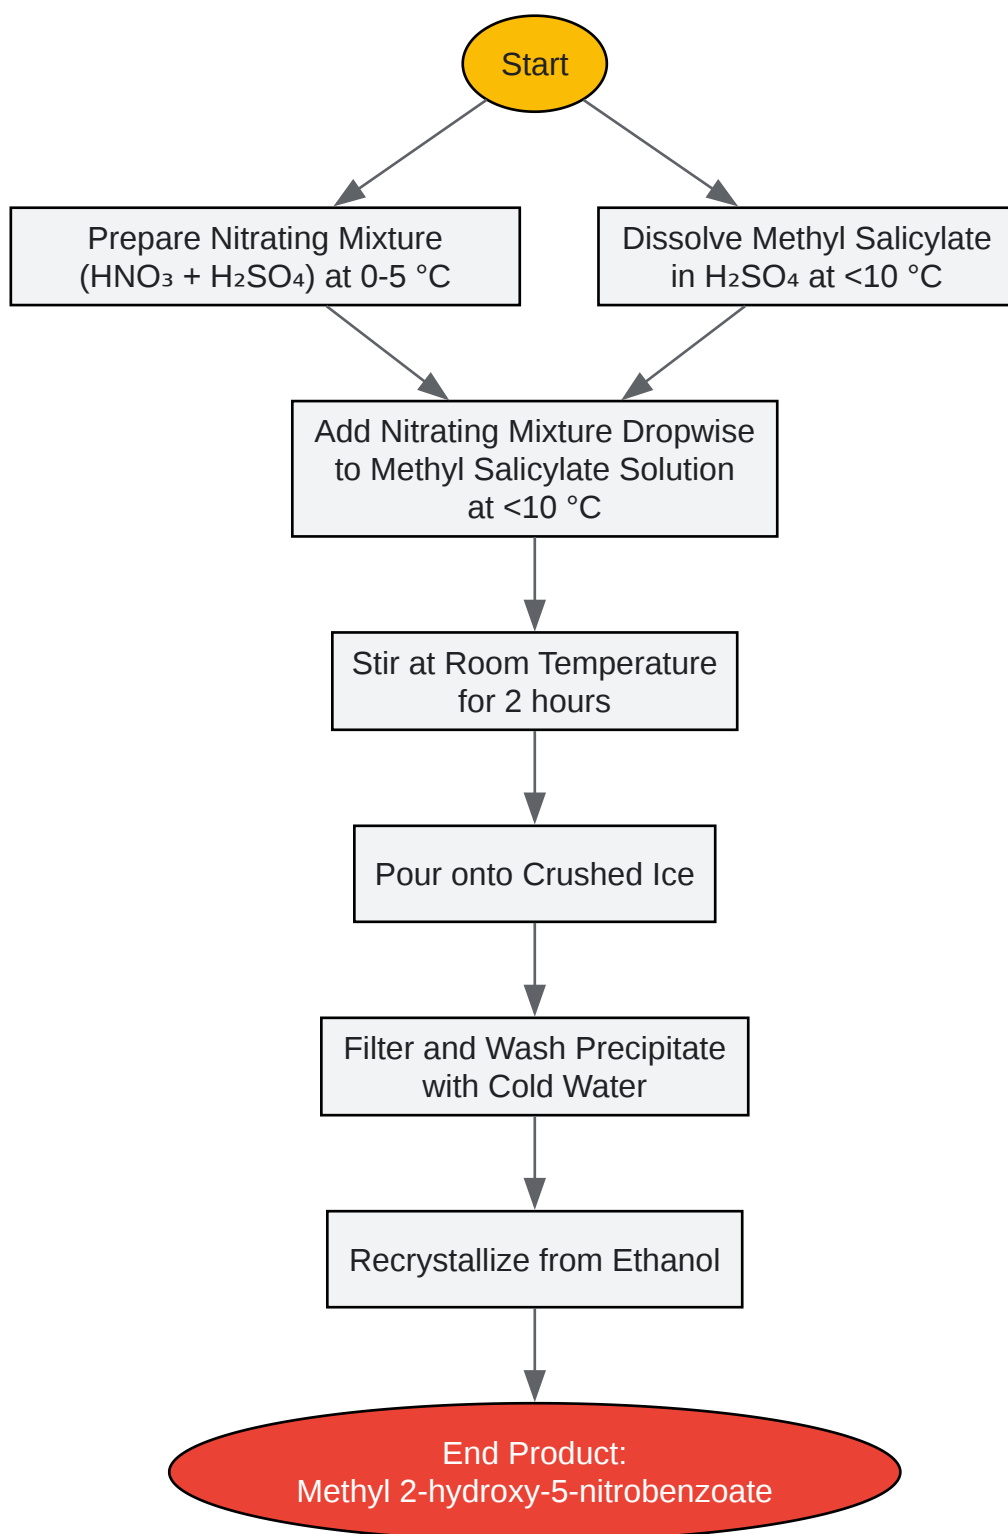 Start
Prepare Nitrating Mixture
(HNO₃ + H₂SO₄) at 0-5 °C
Dissolve Methyl Salicylate
in H₂SO₄ at <10 °C
Add Nitrating Mixture Dropwise
to Methyl Salicylate Solution
at <10 °C
Stir at Room Temperature
for 2 hours
Pour onto Crushed Ice
Filter and Wash Precipitate
with Cold Water
Recrystallize from Ethanol
End Product:
Methyl 2-hydroxy-5-nitrobenzoate